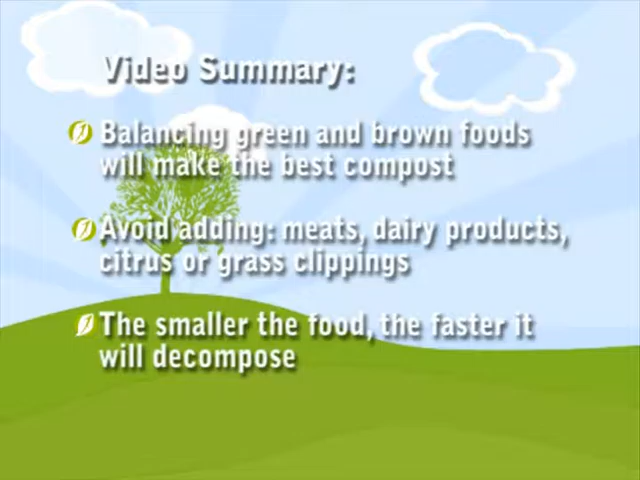 Video Summary:
Balancing green and brown foods
will make the best compost
Avoid adding: meats, dairy products,
citrus or grass clippings
The smaller the food, the faster it
will decompose